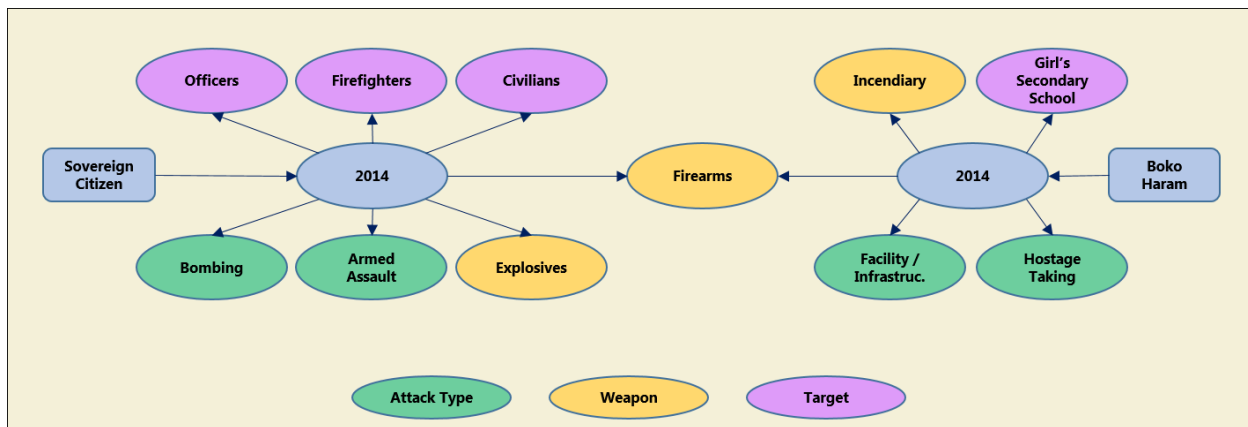 Officers
Firefighters
Civilians
Incendiary
Girl's
Secondary
School
Sovereign
Citizen
2014
Firearms
2014
Boko
Haram
Bombing
Armed
Assault
Explosives
Facility /
Infrastruc.
Hostage
Taking
Attack Type
Weapon
Target